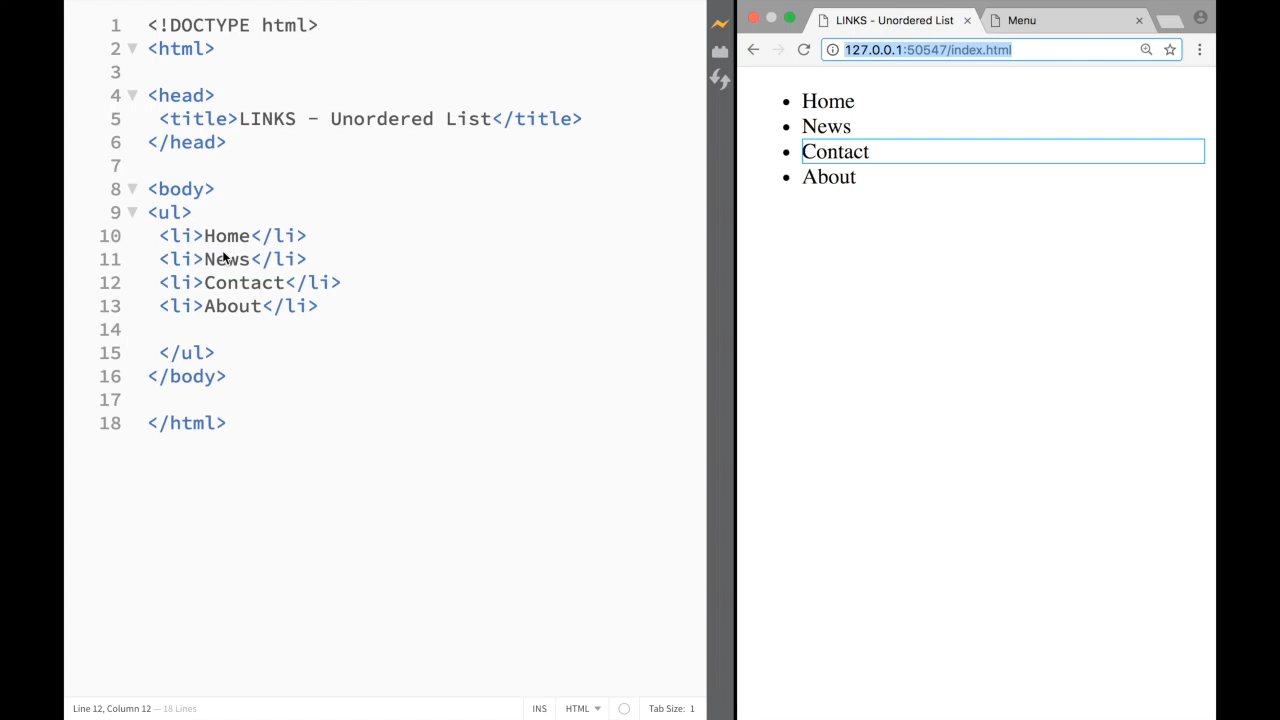 1 <!DOCTYPE html>
2 <html>
3
4 <head>
5 <title>LINKS - Unordered List</title>
6 </head>
7
8 <body>
9 <ul>
10 <li>Home</li>
11 <li>News</li>
12 <li>Contact</li>
13 <li>About</li>
14
15 </ul>
16 </body>
17
18 </html>
Line 12, Column 12 — 18 Lines
INS
HTML
Tab Size: 1
LINKS - Unordered List
Menu
127.0.0.1:50547/index.html
• Home
• News
• Contact
• About